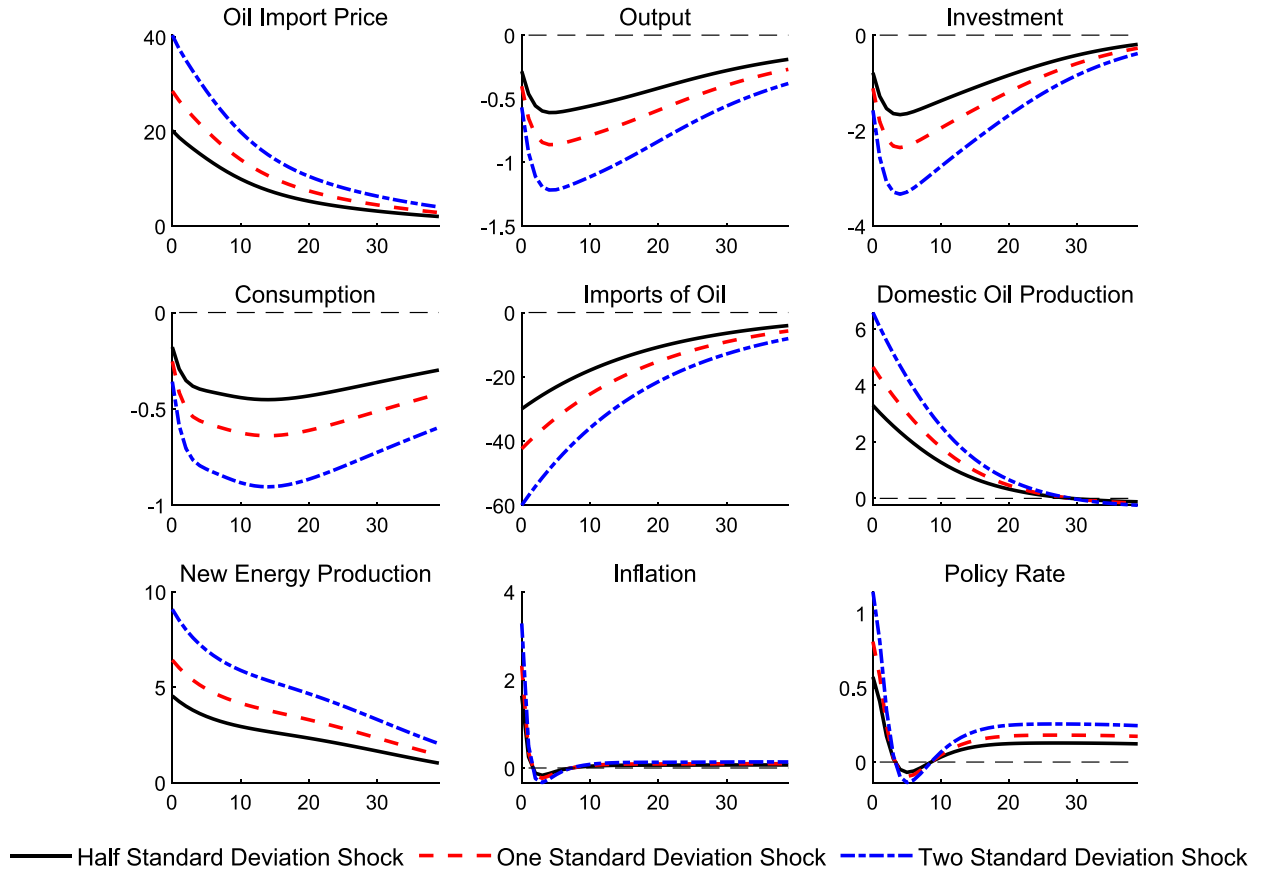 Oil Import Price
40
20
0
0 10 20 30
Output
0
-0.5
-1
-1.5
0 10 20 30
Investment
0
-2
-4
0 10 20 30
Consumption
0
-0.5
-1
0 10 20 30
Imports of Oil
0
-20
-40
-60
0 10 20 30
Domestic Oil Production
6
4
2
0
0 10 20 30
New Energy Production
10
5
0
0 10 20 30
Inflation
4
2
0
0 10 20 30
Policy Rate
1
0.5
0
0 10 20 30
Half Standard Deviation Shock One Standard Deviation Shock Two Standard Deviation Shock